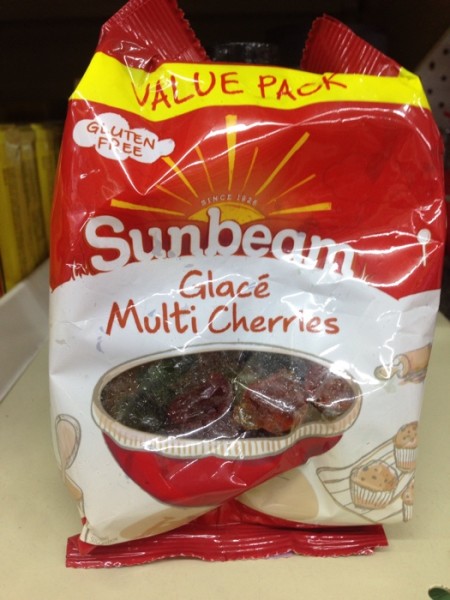 VALUE PACK
GLUTEN
FREE
SINCE 1926
Sunbeam
Glacé
Multi Cherries